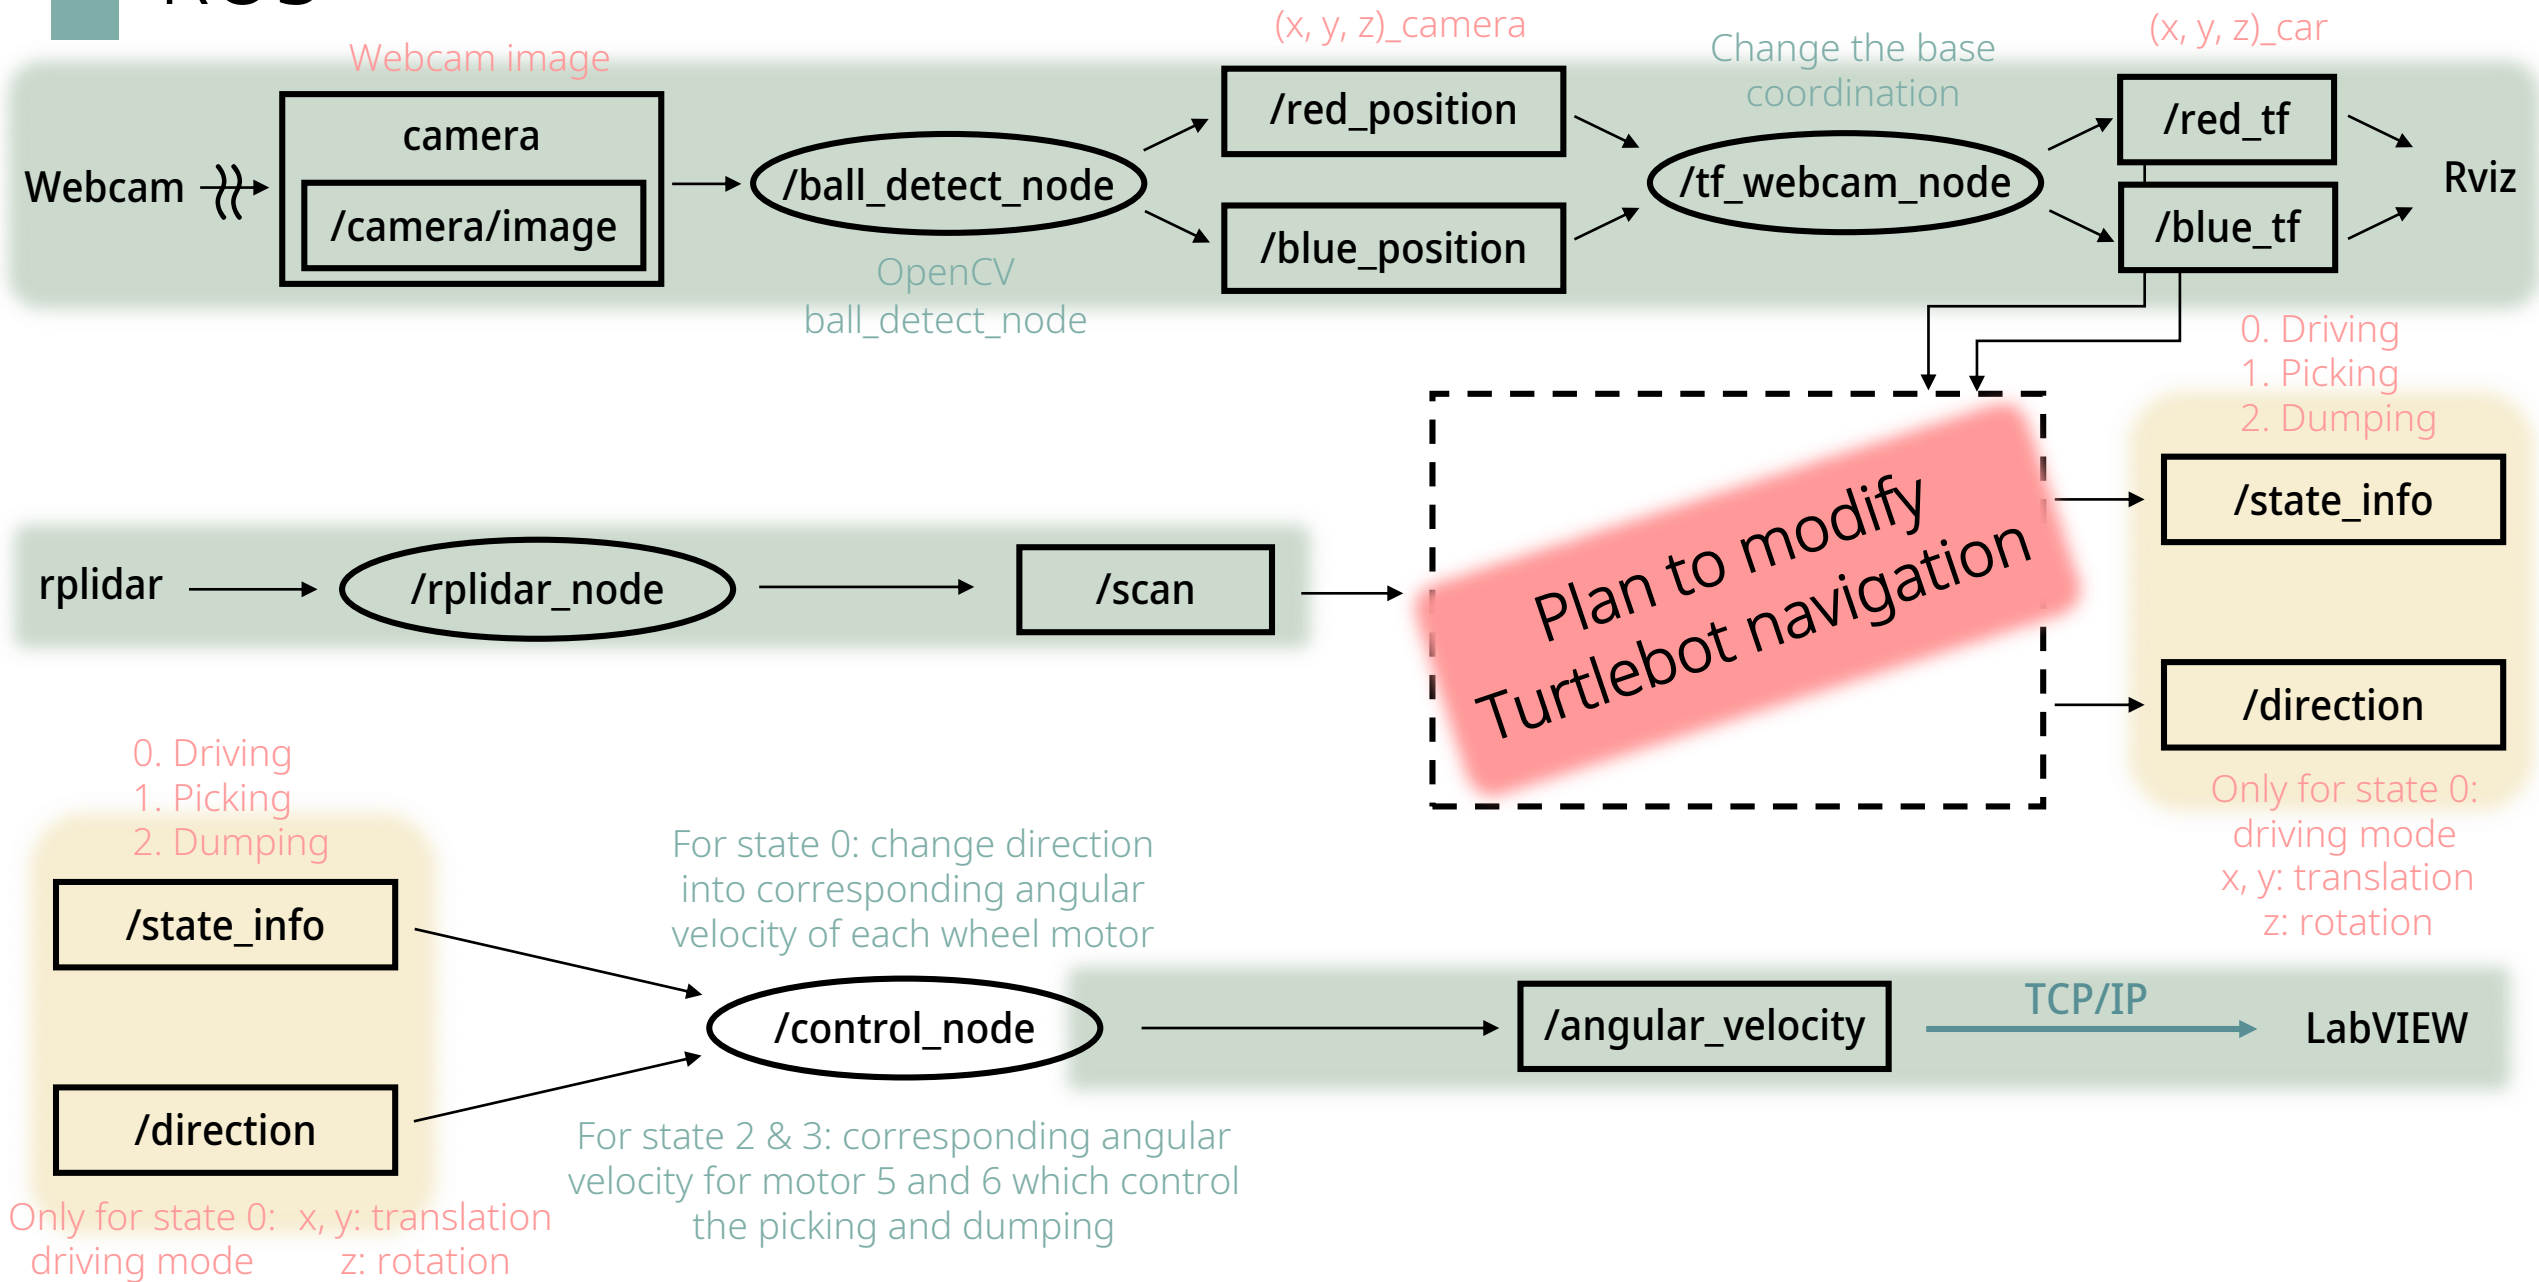 ROS
Webcam image
(x, y, z)_camera
Change the base
coordination
(x, y, z)_car
Webcam
camera
/camera/image
/ball_detect_node
OpenCV
ball_detect_node
/red_position
/blue_position
/tf_webcam_node
/red_tf
/blue_tf
Rviz
0. Driving
1. Picking
2. Dumping
rplidar
/rplidar_node
/scan
Plan to modify
Turtlebot navigation
/state_info
/direction
Only for state 0:
driving mode
x, y: translation
z: rotation
0. Driving
1. Picking
2. Dumping
/state_info
/direction
Only for state 0:
driving mode
x, y: translation
z: rotation
For state 0: change direction
into corresponding angular
velocity of each wheel motor
/control_node
For state 2 & 3: corresponding angular
velocity for motor 5 and 6 which control
the picking and dumping
/angular_velocity
TCP/IP
LabVIEW